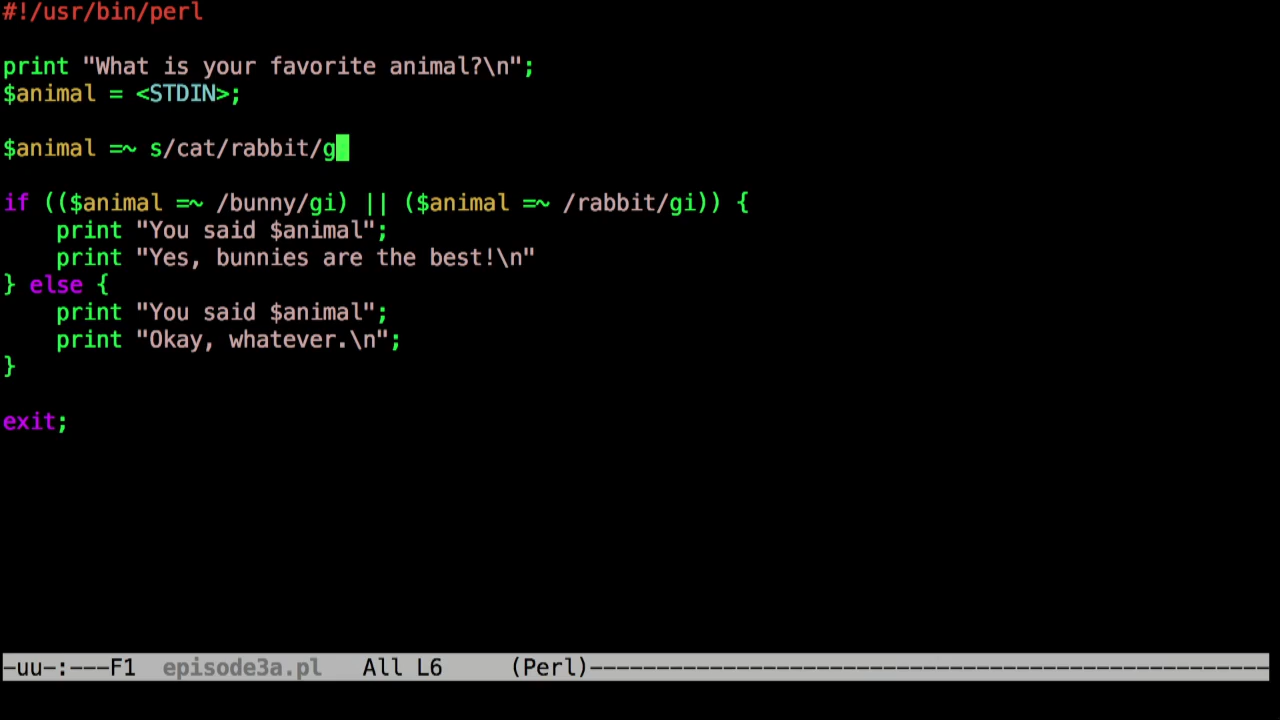 #!/usr/bin/perl
print "What is your favorite animal?\n";
$animal = <STDIN>;
$animal =~ s/cat/rabbit/g
if (($animal =~ /bunny/gi) || ($animal =~ /rabbit/gi)) {
    print "You said $animal";
    print "Yes, bunnies are the best!\n"
} else {
    print "You said $animal";
    print "Okay, whatever.\n";
}
exit;
-uu-:---F1  episode3a.pl   All L6     (Perl)---------------------------------------------------